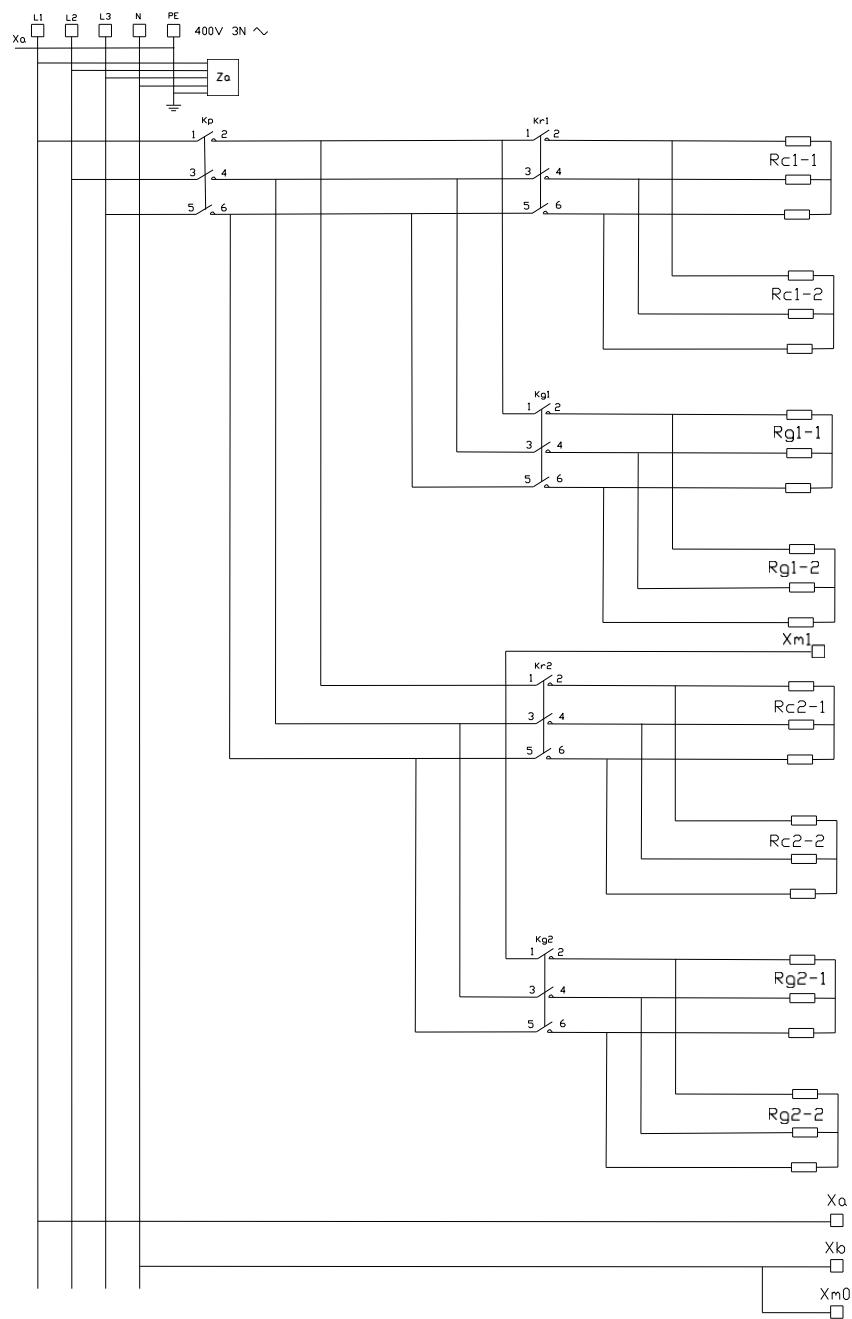 L1 L2 L3 N PE 400V 3N ～
Xa
Za
Kp Kr1
1 2 1 2
Rc1-1
3 4 3 4
5 6 5 6
Rc1-2
Kg1
1 2
Rg1-1
3 4
5 6
Rg1-2
Xm1
Kr2
1 2
Rc2-1
3 4
5 6
Rc2-2
Kg2
1 2
Rg2-1
3 4
5 6
Rg2-2
Xa
Xb
Xm0